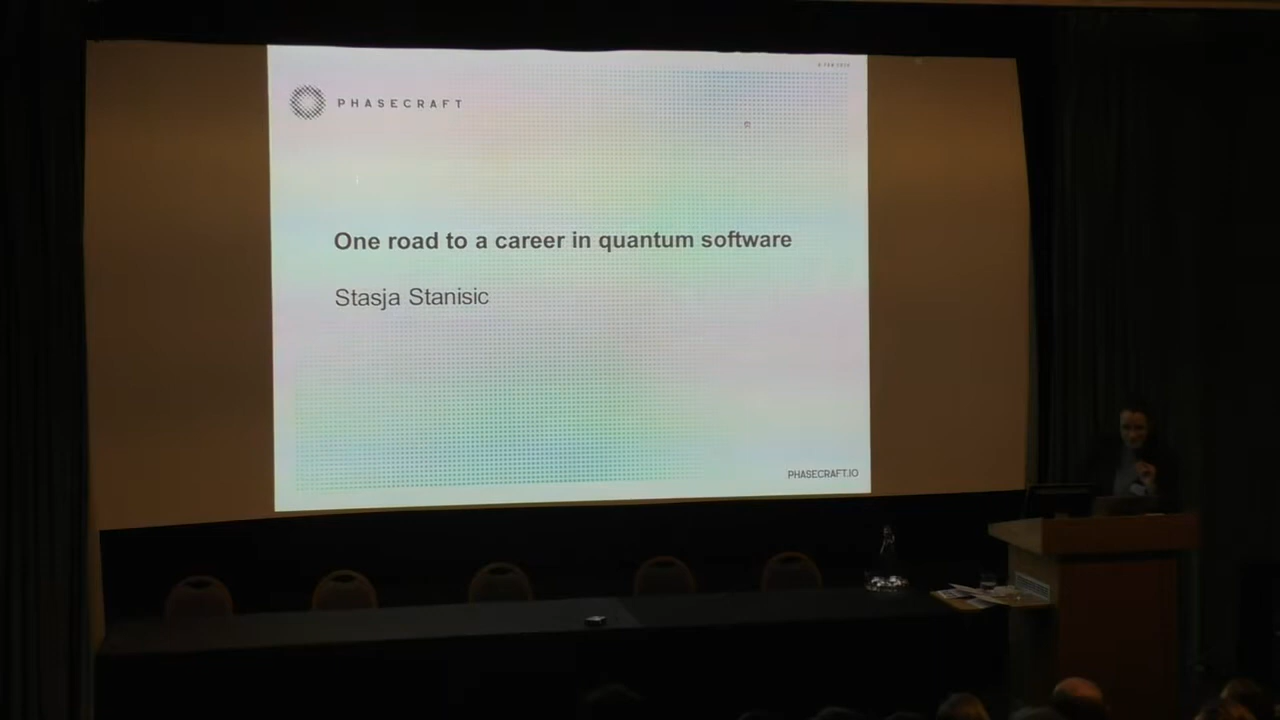 PHASECRAFT
One road to a career in quantum software
Stasja Stanisic
PHASECRAFT.IO